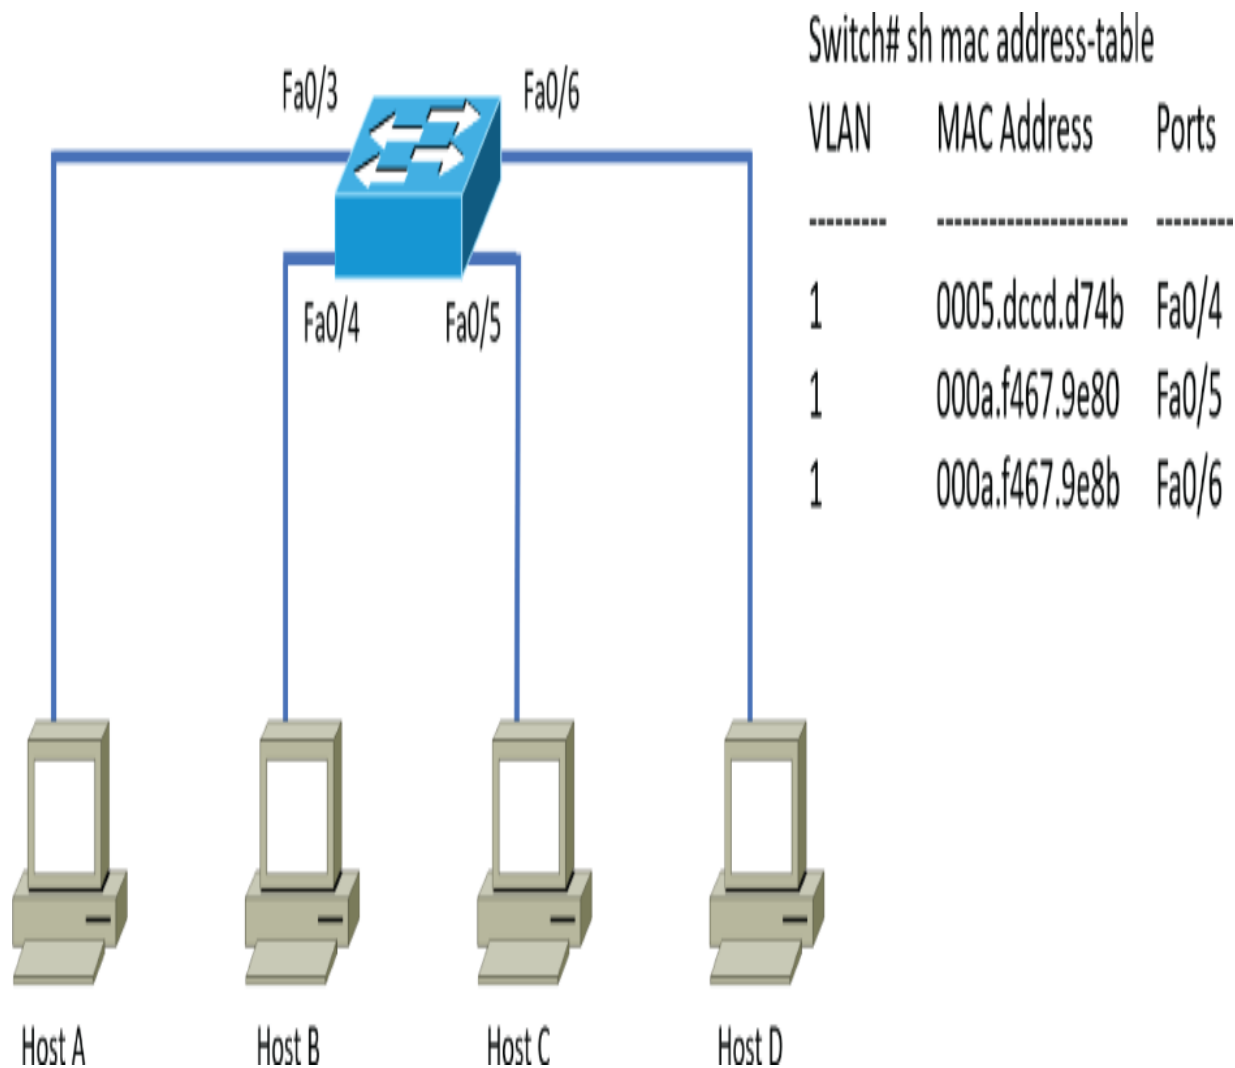 Switch# sh mac address-table
VLAN MAC Address Ports
--------- ---------------------- ---------
1 0005.dccd.d74b Fa0/4
1 000a.f467.9e80 Fa0/5
1 000a.f467.9e8b Fa0/6
Fa0/3 Fa0/6
Fa0/4 Fa0/5
Host A Host B Host C Host D